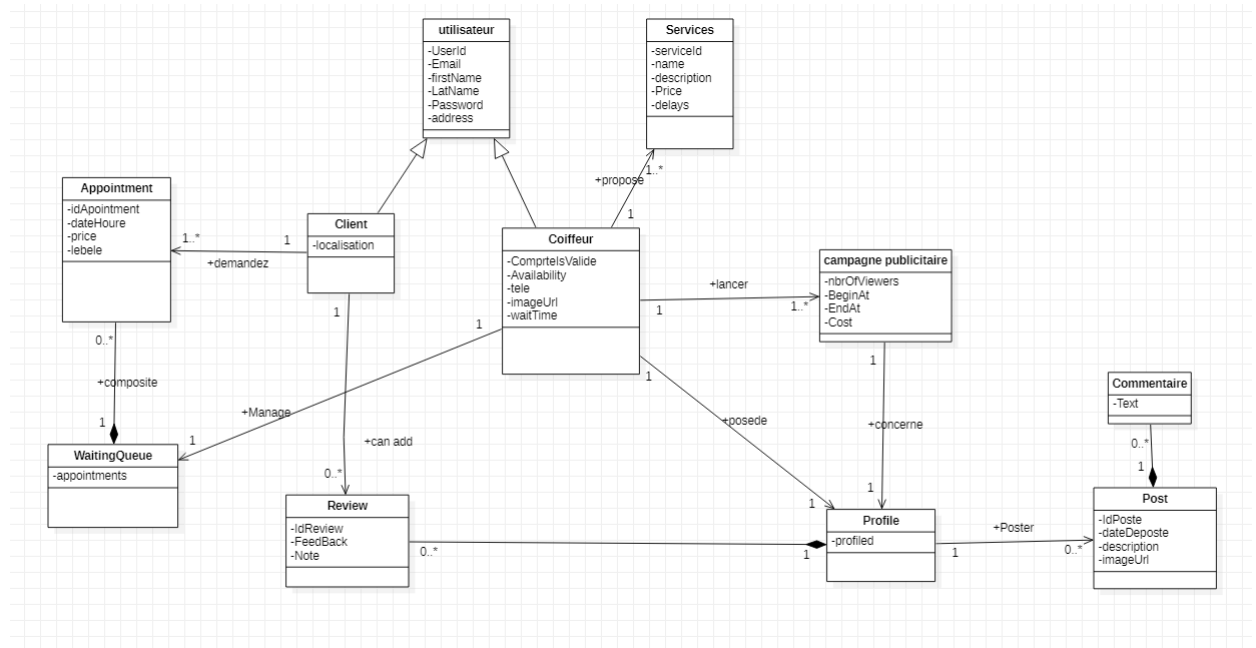 utilisateur
-UserId
-Email
-firstName
-LatName
-Password
-address
Services
-serviceId
-name
-description
-Price
-delays
1..*
+propose
1
Appointment
-idApointment
-dateHoure
-price
-lebele
1..*
1
+demandez
Client
-localisation
Coiffeur
-ComprteIsValide
-Availability
-tele
-imageUrl
-waitTime
+lancer
1
1..*
campagne publicitaire
-nbrOfViewers
-BeginAt
-EndAt
-Cost
0..*
+composite
1
1
1
+Manage
1
1
+posede
1
1
+concerne
1
Commentaire
-Text
0..*
1
WaitingQueue
-appointments
+can add
0..*
Review
-IdReview
-FeedBack
-Note
0..*
1
Profile
-profiled
+Poster
1
0..*
Post
-IdPoste
-dateDeposte
-description
-imageUrl